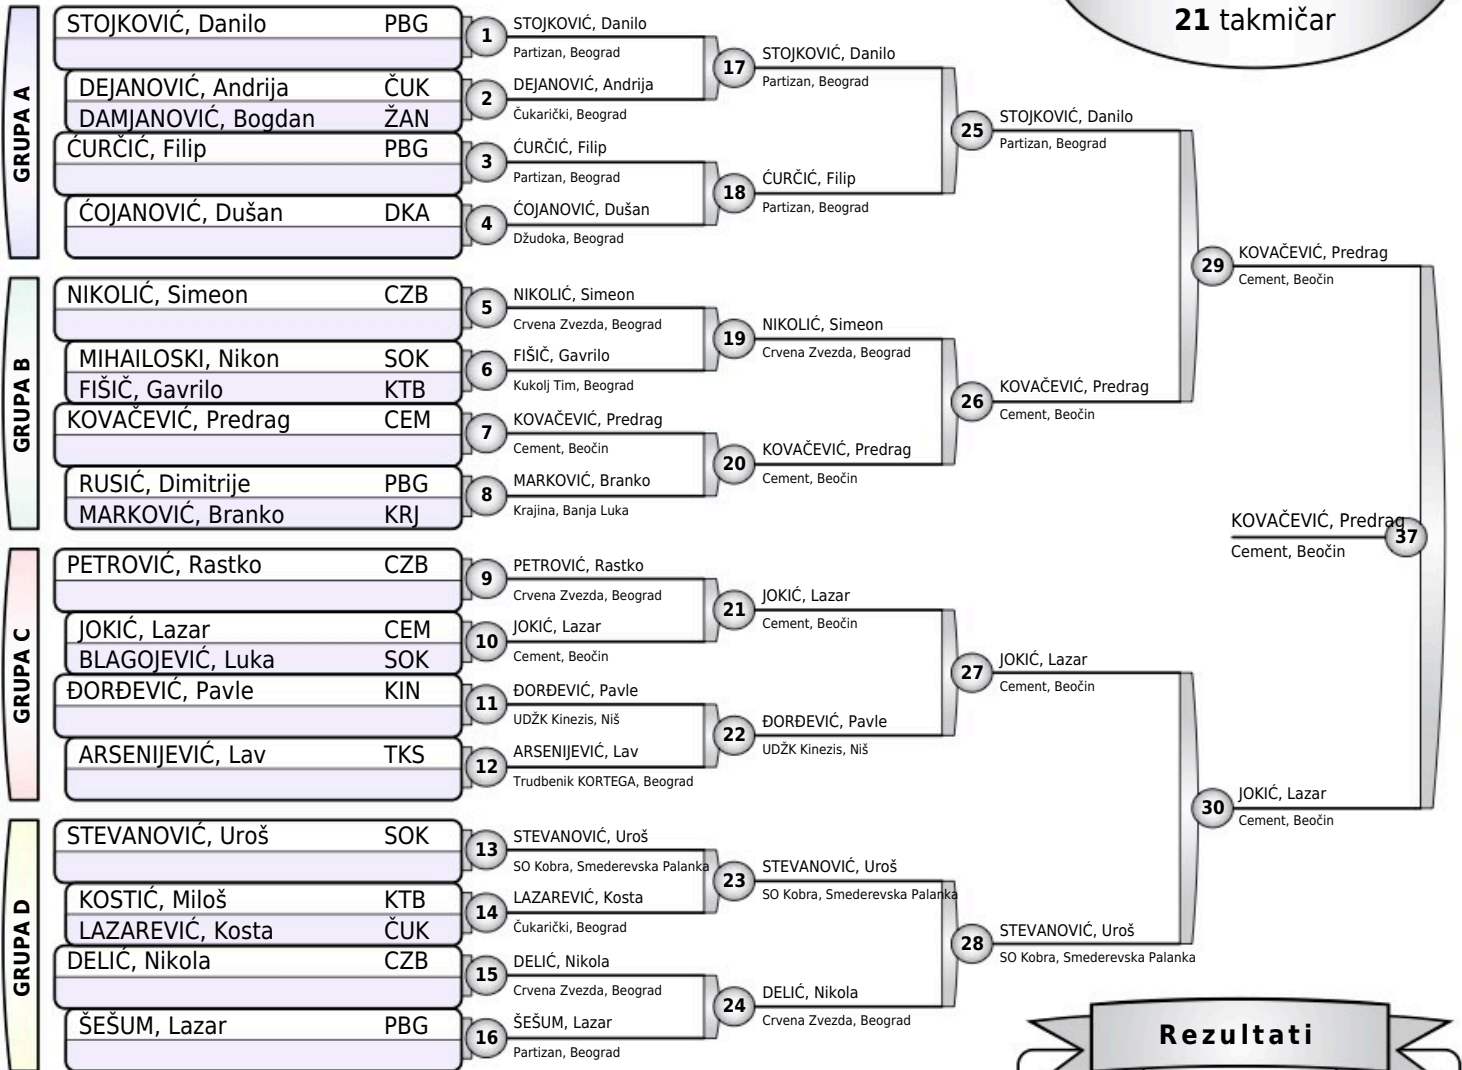 21 takmičar
GRUPA A
STOJKOVIĆ, Danilo PBG
DEJANOVIĆ, Andrija ČUK
DAMJANOVIĆ, Bogdan ŽAN
ĆURČIĆ, Filip PBG
ĆOJANOVIĆ, Dušan DKA
GRUPA B
NIKOLIĆ, Simeon CZB
MIHAILOSKI, Nikon SOK
FIŠIČ, Gavrilo KTB
KOVAČEVIĆ, Predrag CEM
RUSIĆ, Dimitrije PBG
MARKOVIĆ, Branko KRJ
GRUPA C
PETROVIĆ, Rastko CZB
JOKIĆ, Lazar CEM
BLAGOJEVIĆ, Luka SOK
ĐORĐEVIĆ, Pavle KIN
ARSENIJEVIĆ, Lav TKS
GRUPA D
STEVANOVIĆ, Uroš SOK
KOSTIĆ, Miloš KTB
LAZAREVIĆ, Kosta ČUK
DELIĆ, Nikola CZB
ŠEŠUM, Lazar PBG
1 STOJKOVIĆ, Danilo
Partizan, Beograd
2 DEJANOVIĆ, Andrija
Čukarički, Beograd
3 ĆURČIĆ, Filip
Partizan, Beograd
4 ĆOJANOVIĆ, Dušan
Džudoka, Beograd
5 NIKOLIĆ, Simeon
Crvena Zvezda, Beograd
6 FIŠIČ, Gavrilo
Kukolj Tim, Beograd
7 KOVAČEVIĆ, Predrag
Cement, Beočin
8 MARKOVIĆ, Branko
Krajina, Banja Luka
9 PETROVIĆ, Rastko
Crvena Zvezda, Beograd
10 JOKIĆ, Lazar
Cement, Beočin
11 ĐORĐEVIĆ, Pavle
UDŽK Kinezis, Niš
12 ARSENIJEVIĆ, Lav
Trudbenik KORTEGA, Beograd
13 STEVANOVIĆ, Uroš
SO Kobra, Smederevska Palanka
14 LAZAREVIĆ, Kosta
Čukarički, Beograd
15 DELIĆ, Nikola
Crvena Zvezda, Beograd
16 ŠEŠUM, Lazar
Partizan, Beograd
17 STOJKOVIĆ, Danilo
Partizan, Beograd
18 ĆURČIĆ, Filip
Partizan, Beograd
19 NIKOLIĆ, Simeon
Crvena Zvezda, Beograd
20 KOVAČEVIĆ, Predrag
Cement, Beočin
21 JOKIĆ, Lazar
Cement, Beočin
22 ĐORĐEVIĆ, Pavle
UDŽK Kinezis, Niš
23 STEVANOVIĆ, Uroš
SO Kobra, Smederevska Palanka
24 DELIĆ, Nikola
Crvena Zvezda, Beograd
25 STOJKOVIĆ, Danilo
Partizan, Beograd
26 KOVAČEVIĆ, Predrag
Cement, Beočin
27 JOKIĆ, Lazar
Cement, Beočin
28 STEVANOVIĆ, Uroš
SO Kobra, Smederevska Palanka
29 KOVAČEVIĆ, Predrag
Cement, Beočin
30 JOKIĆ, Lazar
Cement, Beočin
KOVAČEVIĆ, Predrag 37
Cement, Beočin
Rezultati